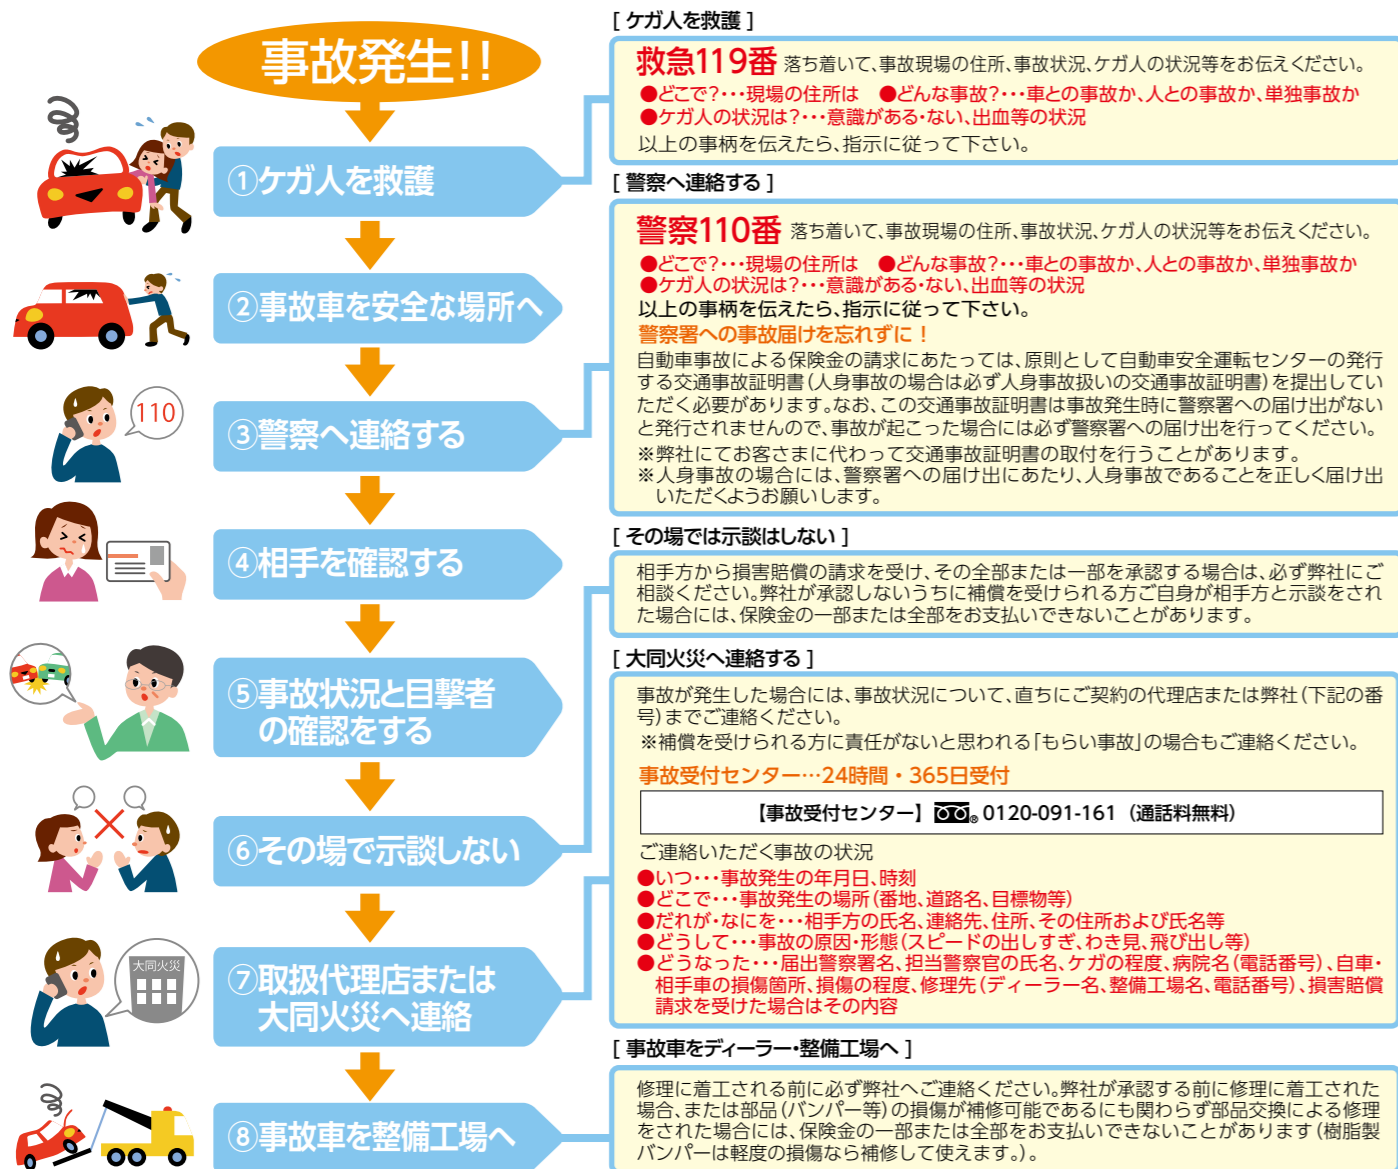 事故発生!!
①ケガ人を救護
②事故車を安全な場所へ
110
③警察へ連絡する
④相手を確認する
⑤事故状況と目撃者
の確認をする
⑥その場で示談しない
大同火災
⑦取扱代理店または
大同火災へ連絡
⑧事故車を整備工場へ
[ ケガ人を救護 ]
救急119番 落ち着いて、事故現場の住所、事故状況、ケガ人の状況等をお伝えください。
●どこで?･･･現場の住所は ●どんな事故?･･･車との事故か、人との事故か、単独事故か
●ケガ人の状況は?･･･意識がある・ない、出血等の状況
以上の事柄を伝えたら、指示に従って下さい。
[ 警察へ連絡する ]
警察110番 落ち着いて、事故現場の住所、事故状況、ケガ人の状況等をお伝えください。
●どこで?･･･現場の住所は ●どんな事故?･･･車との事故か、人との事故か、単独事故か
●ケガ人の状況は?･･･意識がある・ない、出血等の状況
以上の事柄を伝えたら、指示に従って下さい。
警察署への事故届けを忘れずに！
自動車事故による保険金の請求にあたっては、原則として自動車安全運転センターの発行
する交通事故証明書(人身事故の場合は必ず人身事故扱いの交通事故証明書)を提出してい
ただく必要があります。なお、この交通事故証明書は事故発生時に警察署への届け出がない
と発行されませんので、事故が起こった場合には必ず警察署への届け出を行ってください。
※弊社にてお客さまに代わって交通事故証明書の取付を行うことがあります。
※人身事故の場合には、警察署への届け出にあたり、人身事故であることを正しく届け出
いただくようお願いします。
[ その場では示談はしない ]
相手方から損害賠償の請求を受け、その全部または一部を承認する場合は、必ず弊社にご
相談ください。弊社が承認しないうちに補償を受けられる方ご自身が相手方と示談をされ
た場合には、保険金の一部または全部をお支払いできないことがあります。
[ 大同火災へ連絡する ]
事故が発生した場合には、事故状況について、直ちにご契約の代理店または弊社(下記の番
号)までご連絡ください。
※補償を受けられる方に責任がないと思われる「もらい事故」の場合もご連絡ください。
事故受付センター…24時間・365日受付
【事故受付センター】 ® 0120-091-161（通話料無料）
ご連絡いただく事故の状況
●いつ･･･事故発生の年月日、時刻
●どこで･･･事故発生の場所(番地、道路名、目標物等)
●だれが・なにを･･･相手方の氏名、連絡先、住所、その住所および氏名等
●どうして･･･事故の原因・形態(スピードの出しすぎ、わき見、飛び出し等)
●どうなった･･･届出警察署名、担当警察官の氏名、ケガの程度、病院名(電話番号)、自車・
相手車の損傷箇所、損傷の程度、修理先(ディーラー名、整備工場名、電話番号)、損害賠償
請求を受けた場合はその内容
[ 事故車をディーラー・整備工場へ ]
修理に着工される前に必ず弊社へご連絡ください。弊社が承認する前に修理に着工された
場合、または部品(バンパー等)の損傷が補修可能であるにも関わらず部品交換による修理
をされた場合には、保険金の一部または全部をお支払いできないことがあります(樹脂製
バンパーは軽度の損傷なら補修して使えます。)。